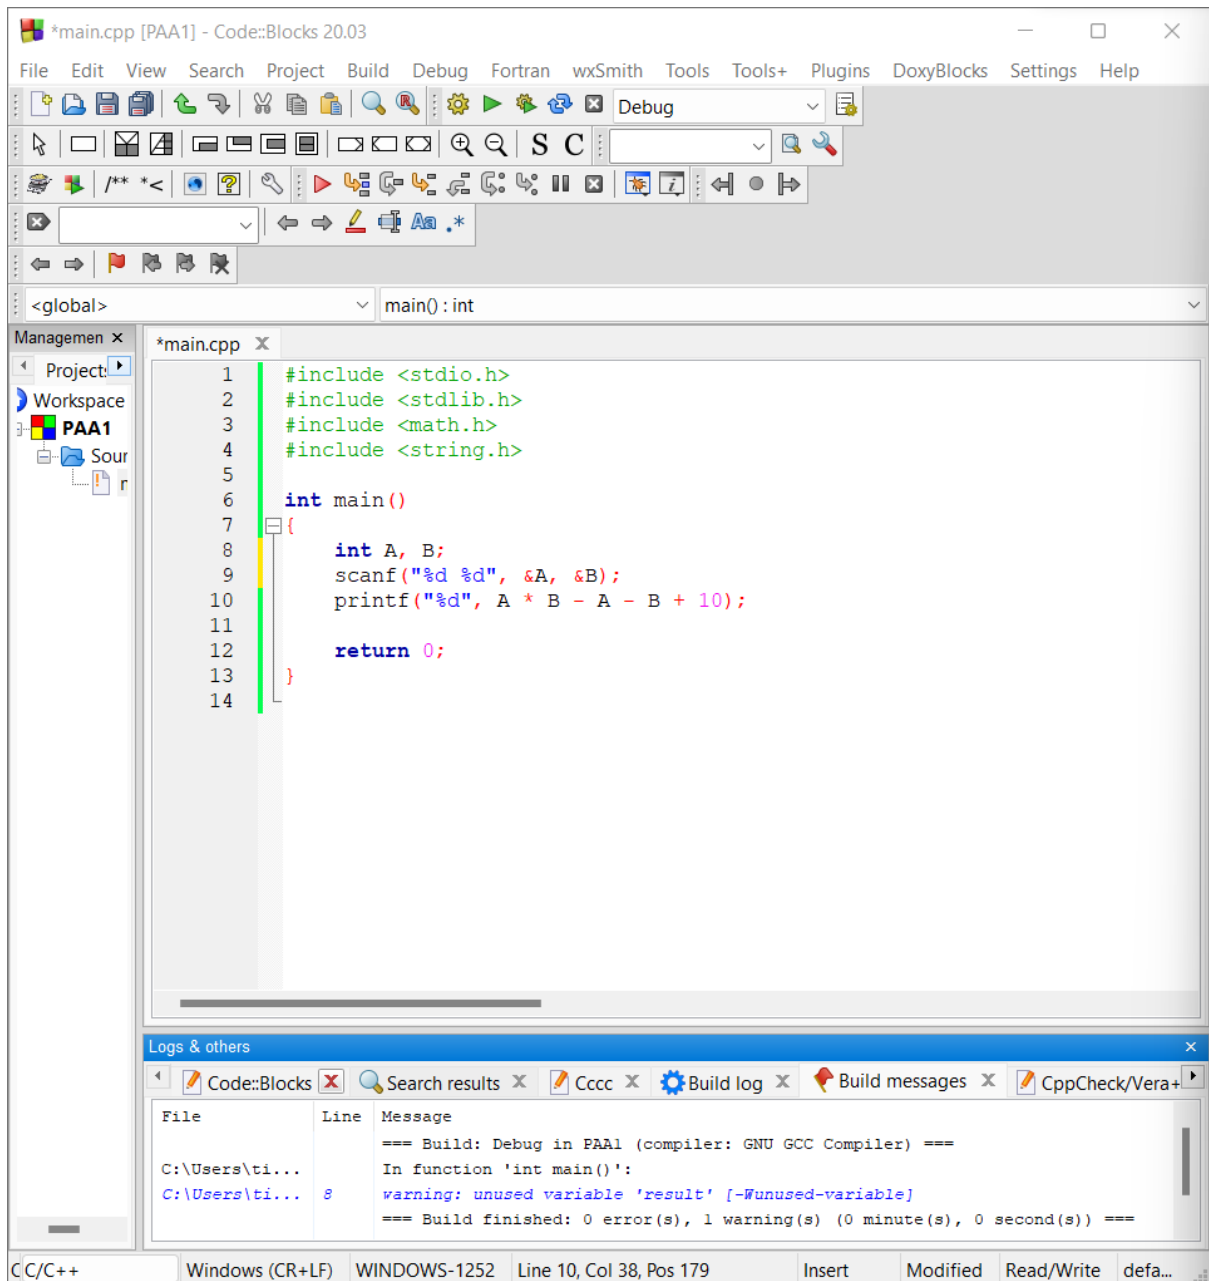 *main.cpp [PAA1] - Code::Blocks 20.03
File Edit View Search Project Build Debug Fortran wxSmith Tools Tools+ Plugins DoxyBlocks Settings Help
Debug
S C
/** *<
Aa .*
<global> main() : int
Managemen
Project:
Workspace
PAA1
Sour
*main.cpp
1 #include <stdio.h>
2 #include <stdlib.h>
3 #include <math.h>
4 #include <string.h>
5
6 int main()
7 {
8 int A, B;
9 scanf("%d %d", &A, &B);
10 printf("%d", A * B - A - B + 10);
11
12 return 0;
13 }
14
Logs & others
Code::Blocks Search results Cccc Build log Build messages CppCheck/Vera+
File Line Message
=== Build: Debug in PAA1 (compiler: GNU GCC Compiler) ===
C:\Users\ti... In function 'int main()':
C:\Users\ti... 8 warning: unused variable 'result' [-Wunused-variable]
=== Build finished: 0 error(s), 1 warning(s) (0 minute(s), 0 second(s)) ===
C C/C++ Windows (CR+LF) WINDOWS-1252 Line 10, Col 38, Pos 179 Insert Modified Read/Write defa...